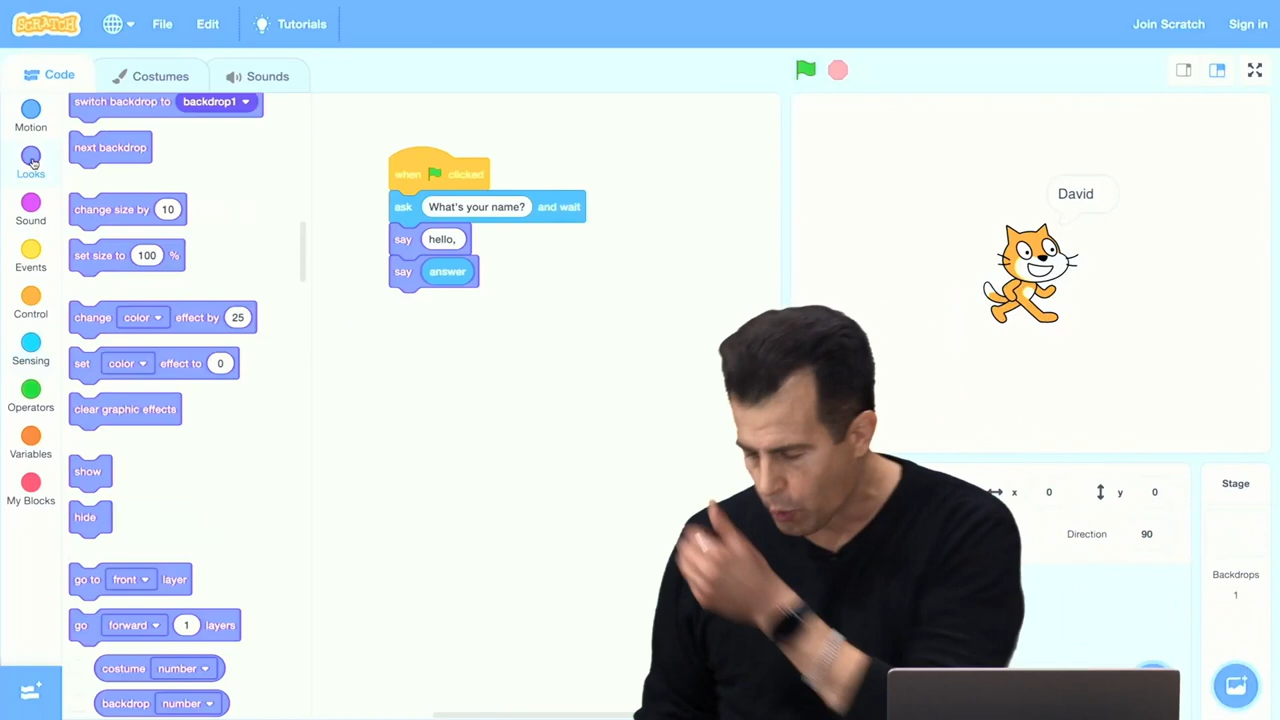 SCRATCH
File
Edit
Tutorials
Join Scratch
Sign in
Code
Costumes
Sounds
Motion
Looks
Sound
Events
Control
Sensing
Operators
Variables
My Blocks
switch backdrop to backdrop1
next backdrop
change size by 10
set size to 100 %
change color effect by 25
set color effect to 0
clear graphic effects
show
hide
go to front layer
go forward 1 layers
costume number
backdrop number
when clicked
ask What's your name? and wait
say hello,
say answer
David
x 0 y 0
Direction 90
Stage
Backdrops
1